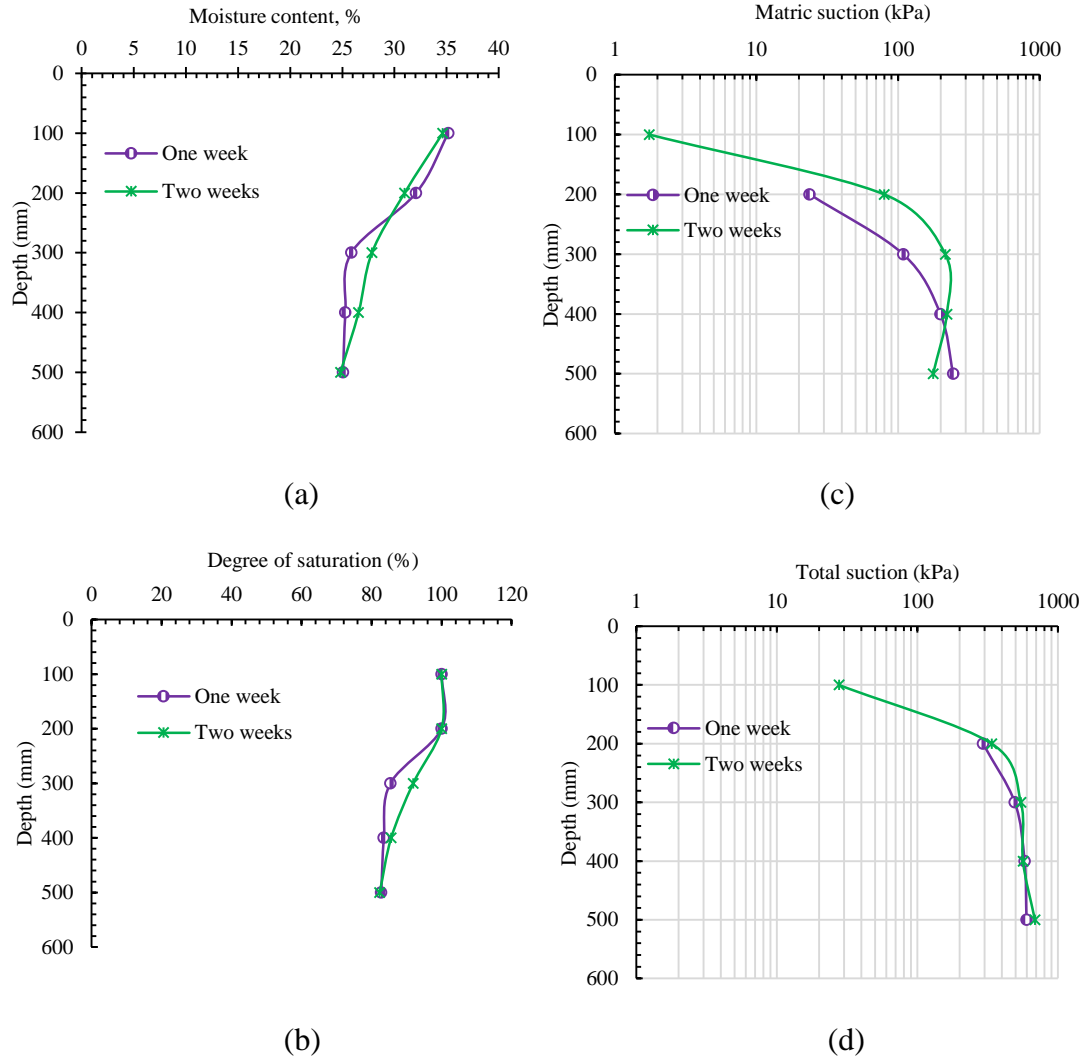 Moisture content, %
0 5 10 15 20 25 30 35 40
0
100
200
300
400
500
600
Depth (mm)
One week
Two weeks
(a)
Matric suction (kPa)
1 10 100 1000
0
100
200
300
400
500
600
Depth (mm)
One week
Two weeks
(c)
Degree of saturation (%)
0 20 40 60 80 100 120
0
100
200
300
400
500
600
Depth (mm)
One week
Two weeks
(b)
Total suction (kPa)
1 10 100 1000
0
100
200
300
400
500
600
Depth (mm)
One week
Two weeks
(d)